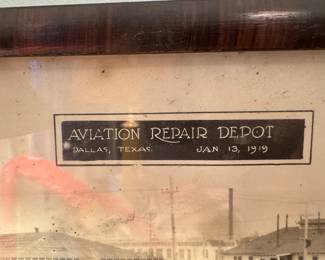 AVIATION REPAIR DEPOT
DALLAS, TEXAS. JAN. 13, 1919